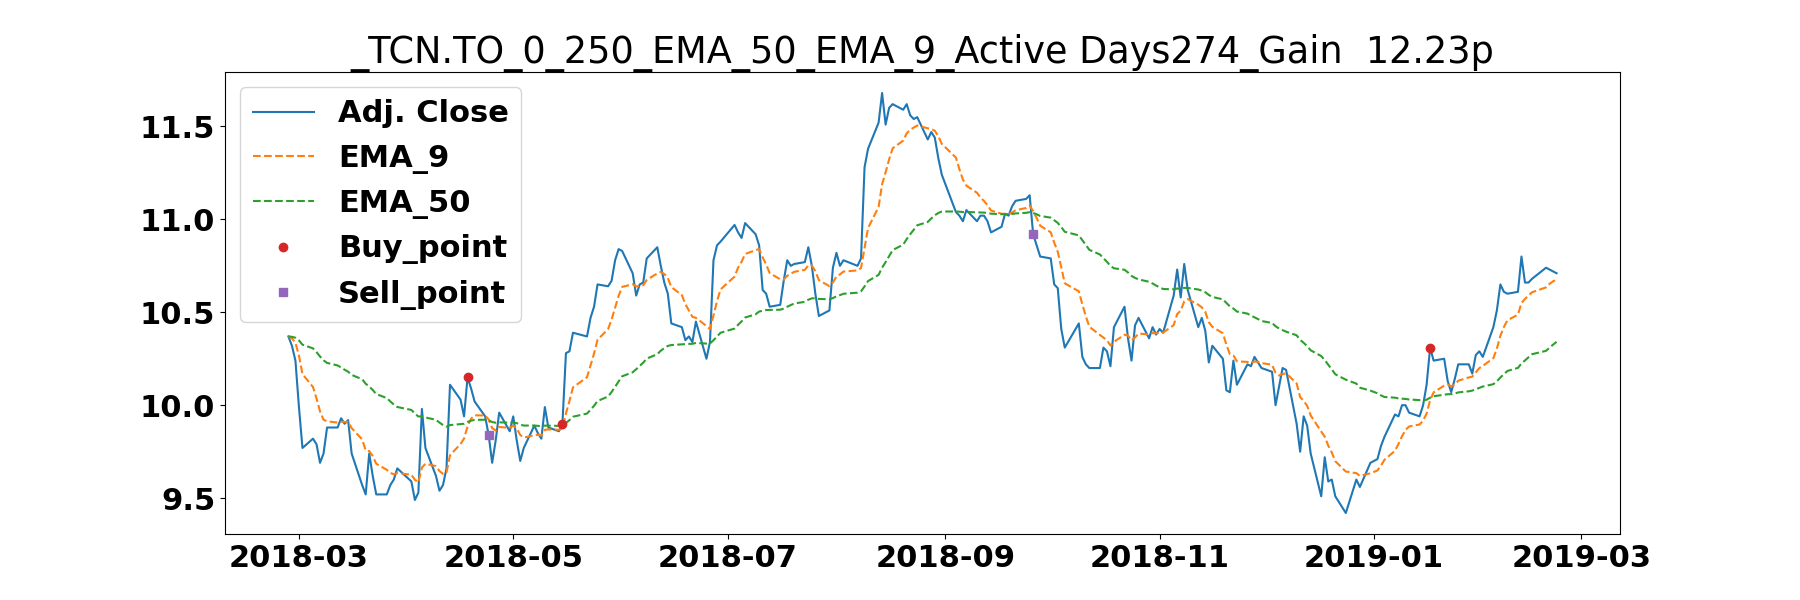 _TCN.TO_0_250_EMA_50_EMA_9_Active Days274_Gain  12.23p
Adj. Close
EMA_9
EMA_50
Buy_point
Sell_point
11.5
11.0
10.5
10.0
9.5
2018-03 2018-05 2018-07 2018-09 2018-11 2019-01 2019-03